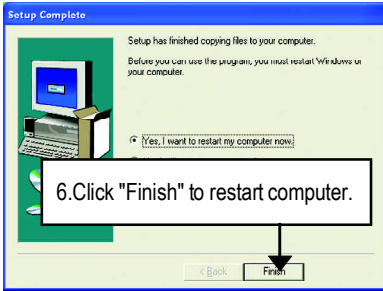 Setup Complete
Setup has finished copying files to your computer.
Before you can use the program, you must restart Windows or
your computer.
Yes, I want to restart my computer now.
6.Click "Finish" to restart computer.
< Back
Finish